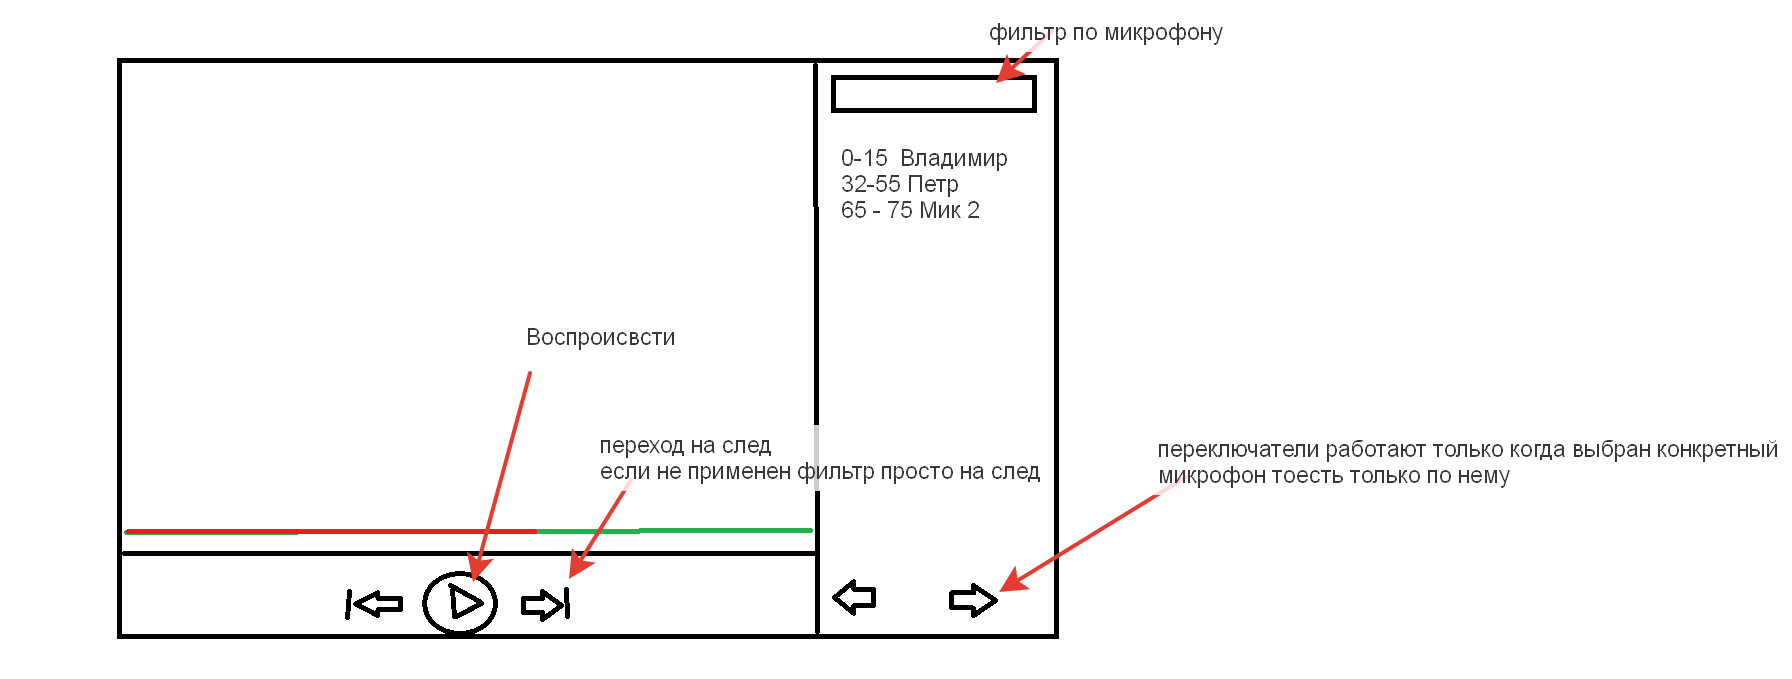 фильтр по микрофону
0-15  Владимир
32-55 Петр
65 - 75 Мик 2
Воспроисвсти
переход на след
если не применен фильтр просто на след
переключатели работают только когда выбран конкретный
микрофон тоесть только по нему